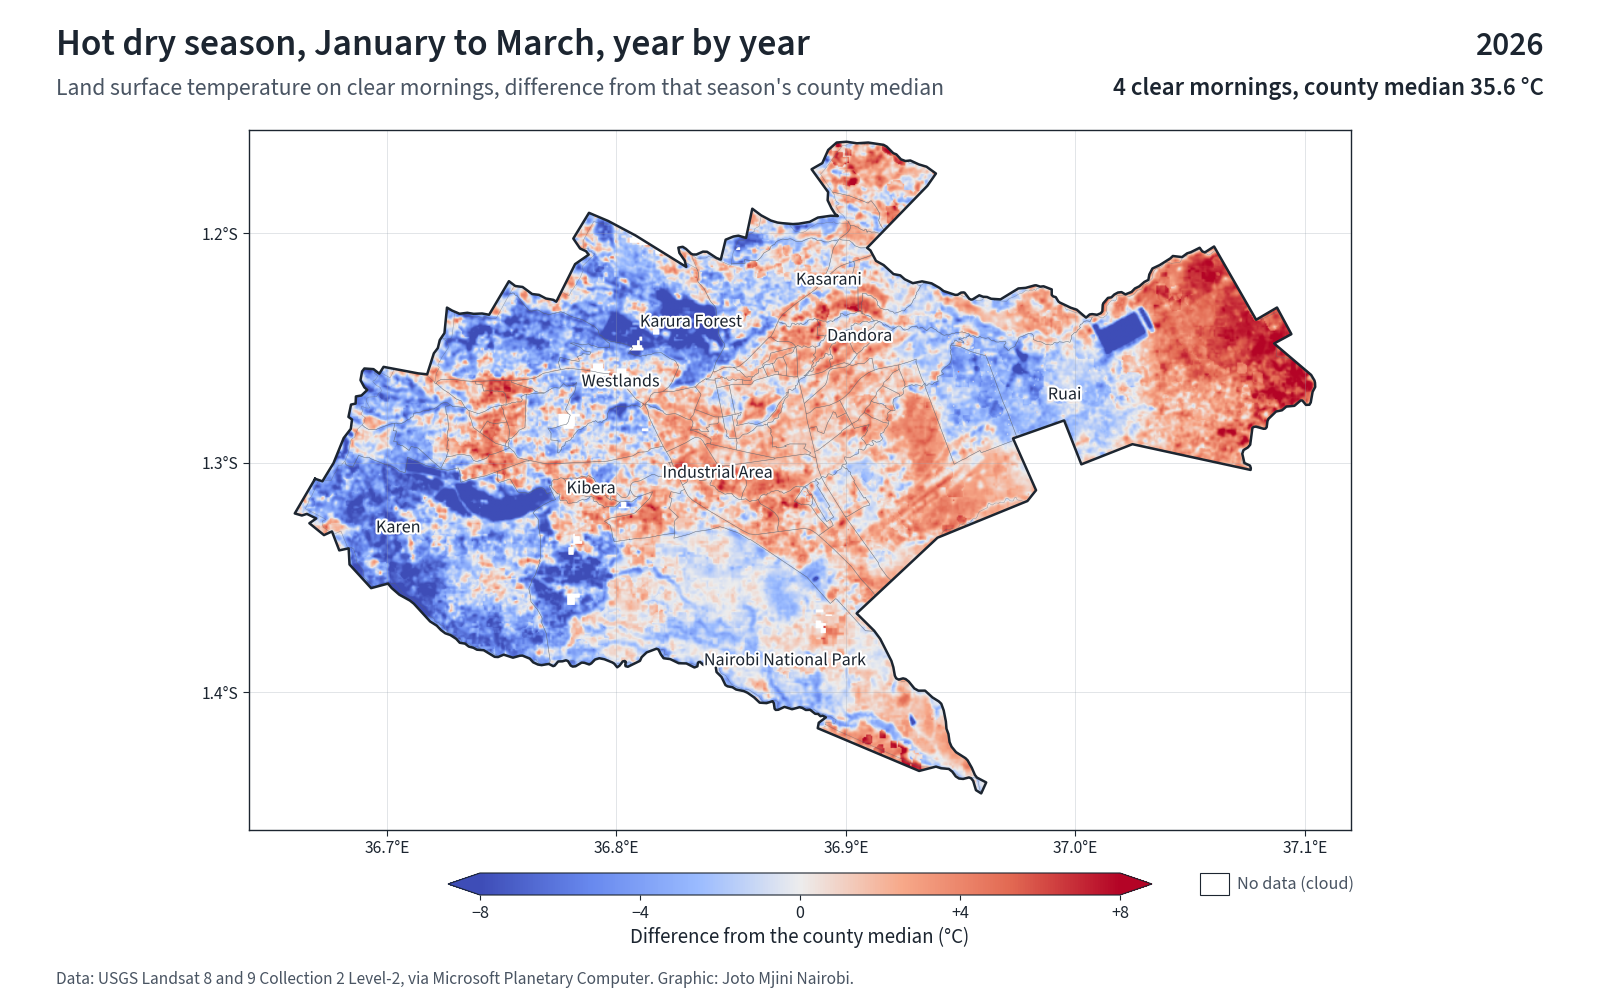 Hot dry season, January to March, year by year
2026
Land surface temperature on clear mornings, difference from that season's county median
4 clear mornings, county median 35.6 °C
1.2°S
Kasarani
Karura Forest
Dandora
Westlands
Ruai
1.3°S
Industrial Area
Kibera
Karen
Nairobi National Park
1.4°S
36.7°E
36.8°E
36.9°E
37.0°E
37.1°E
No data (cloud)
−8
−4
0
+4
+8
Difference from the county median (°C)
Data: USGS Landsat 8 and 9 Collection 2 Level-2, via Microsoft Planetary Computer. Graphic: Joto Mjini Nairobi.